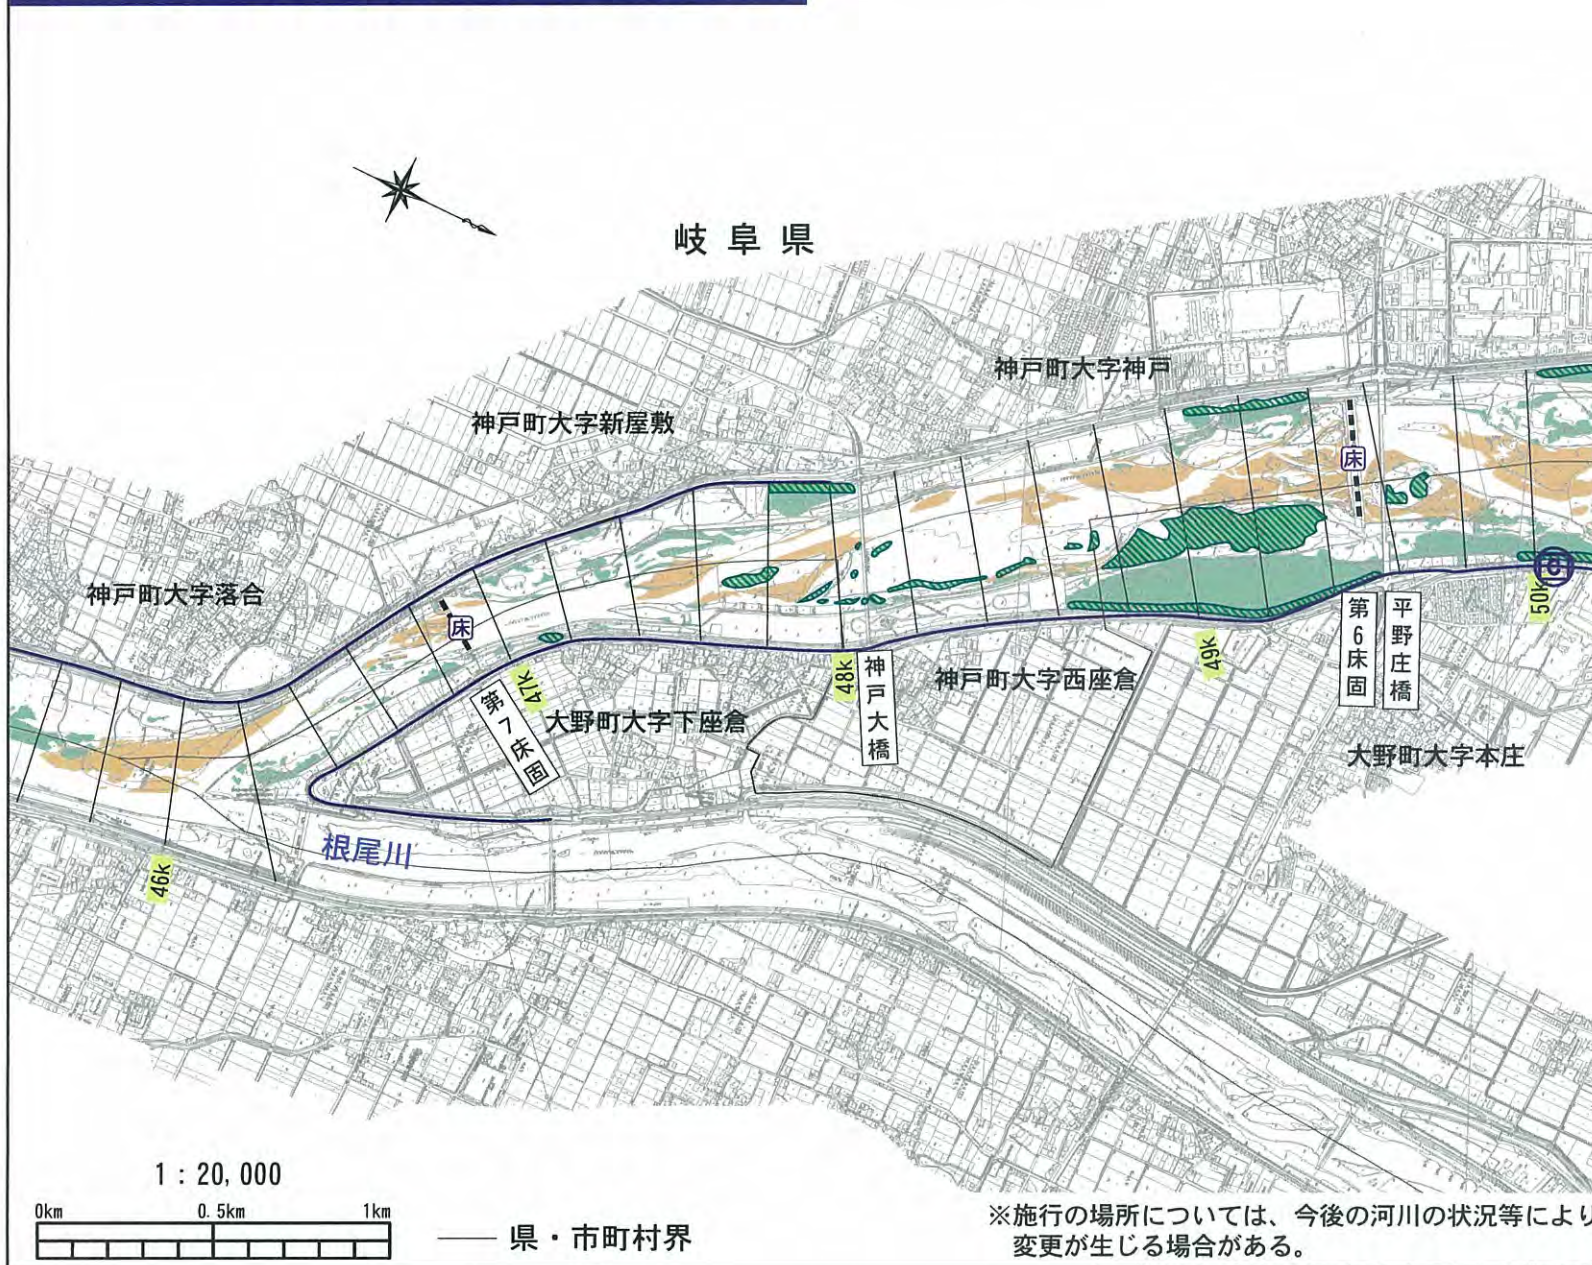 岐阜県
神戸町大字神戸
神戸町大字新屋敷
床
神戸町大字落合
床
⑩
50k
第6床固
平野庄橋
49k
48k
神戸大橋
神戸町大字西座倉
47k
第7床固
大野町大字下座倉
大野町大字本庄
根尾川
46k
1:20,000
0km 0.5km 1km
県・市町村界
※施行の場所については、今後の河川の状況等により
変更が生じる場合がある。